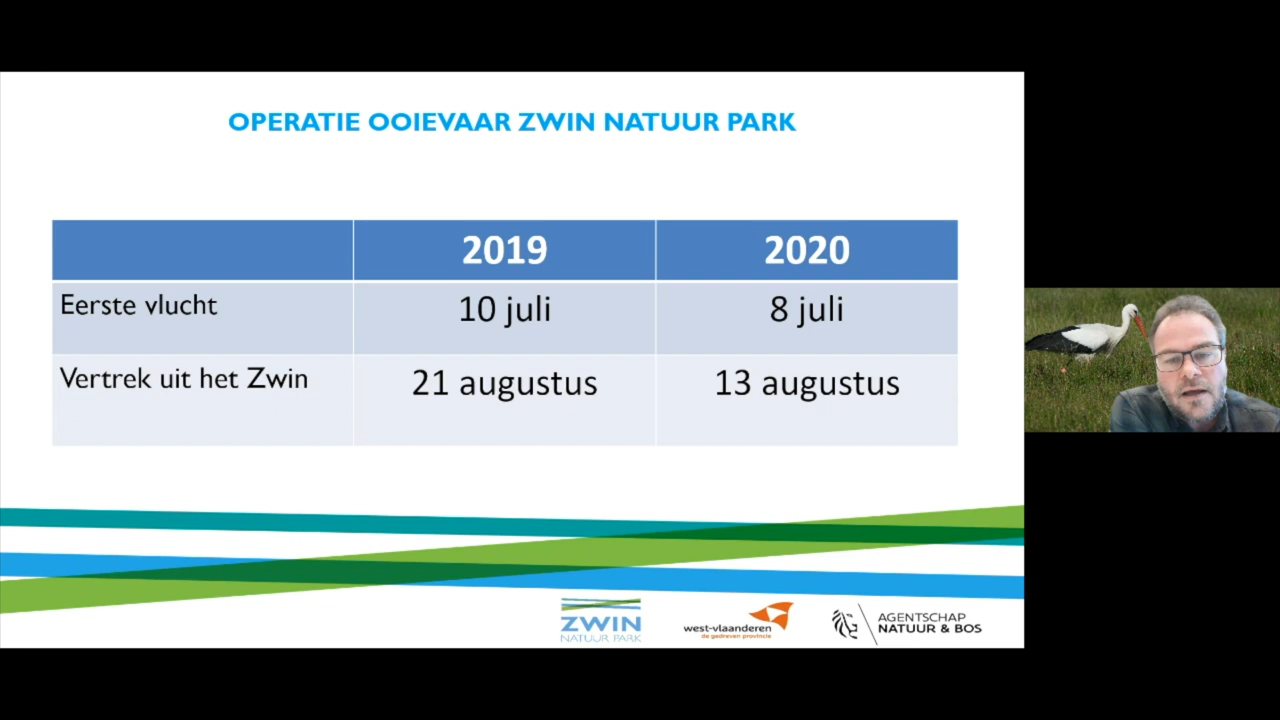 OPERATIE OOIEVAAR ZWIN NATUUR PARK
2019 2020
Eerste vlucht 10 juli 8 juli
Vertrek uit het Zwin 21 augustus 13 augustus
ZWIN
NATUUR PARK
west-vlaanderen
de gedreven provincie
AGENTSCHAP
NATUUR & BOS